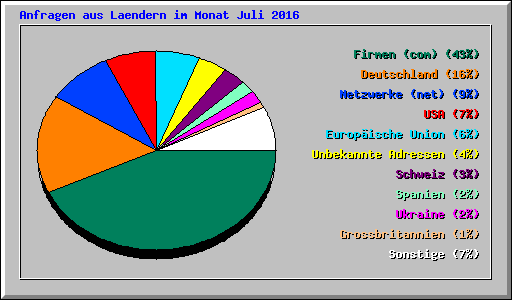 Anfragen aus Laendern im Monat Juli 2016
Firmen (com) (43%)
Deutschland (16%)
Netzwerke (net) (9%)
USA (7%)
Europäische Union (6%)
Unbekannte Adressen (4%)
Schweiz (3%)
Spanien (2%)
Ukraine (2%)
Grossbritannien (1%)
Sonstige (7%)